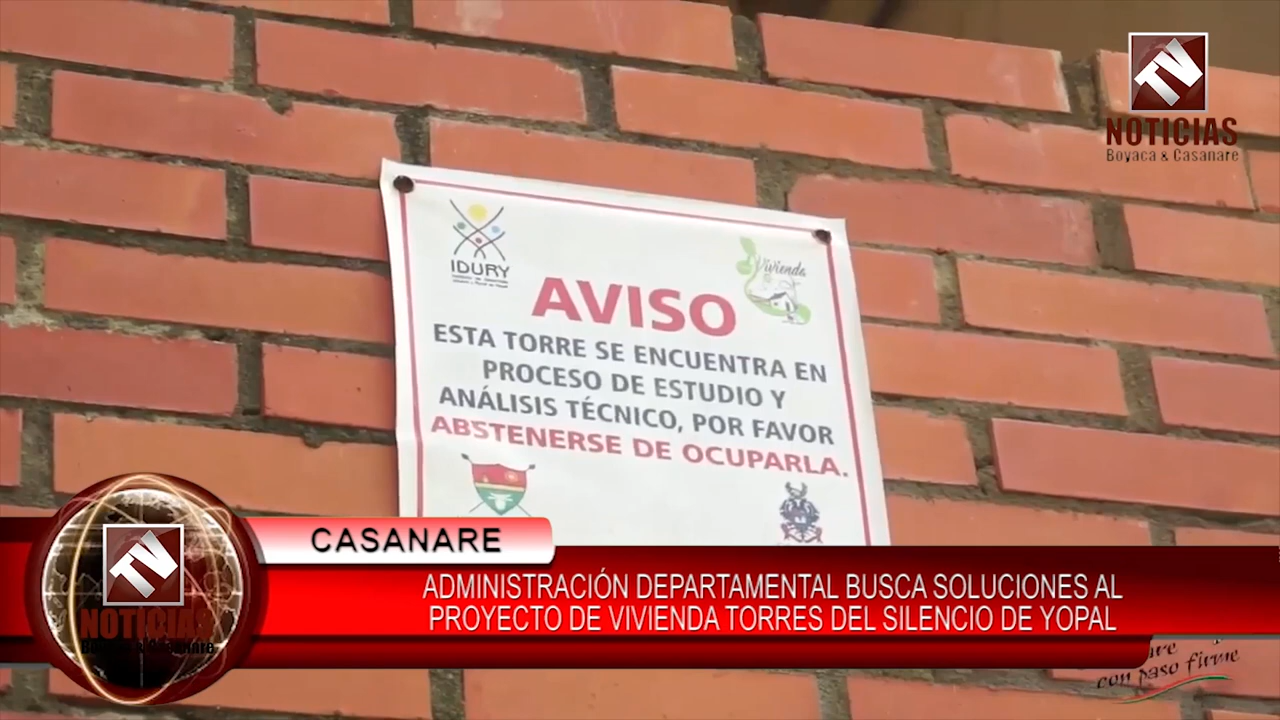 TV
NOTICIAS
Boyaca & Casanare
IDURY
Vivienda
AVISO
ESTA TORRE SE ENCUENTRA EN
PROCESO DE ESTUDIO Y
ANÁLISIS TÉCNICO, POR FAVOR
ABSTENERSE DE OCUPARLA.
CASANARE
ADMINISTRACIÓN DEPARTAMENTAL BUSCA SOLUCIONES AL
PROYECTO DE VIVIENDA TORRES DEL SILENCIO DE YOPAL
TV
NOTICIAS
Boyaca & Casanare
con paso firme